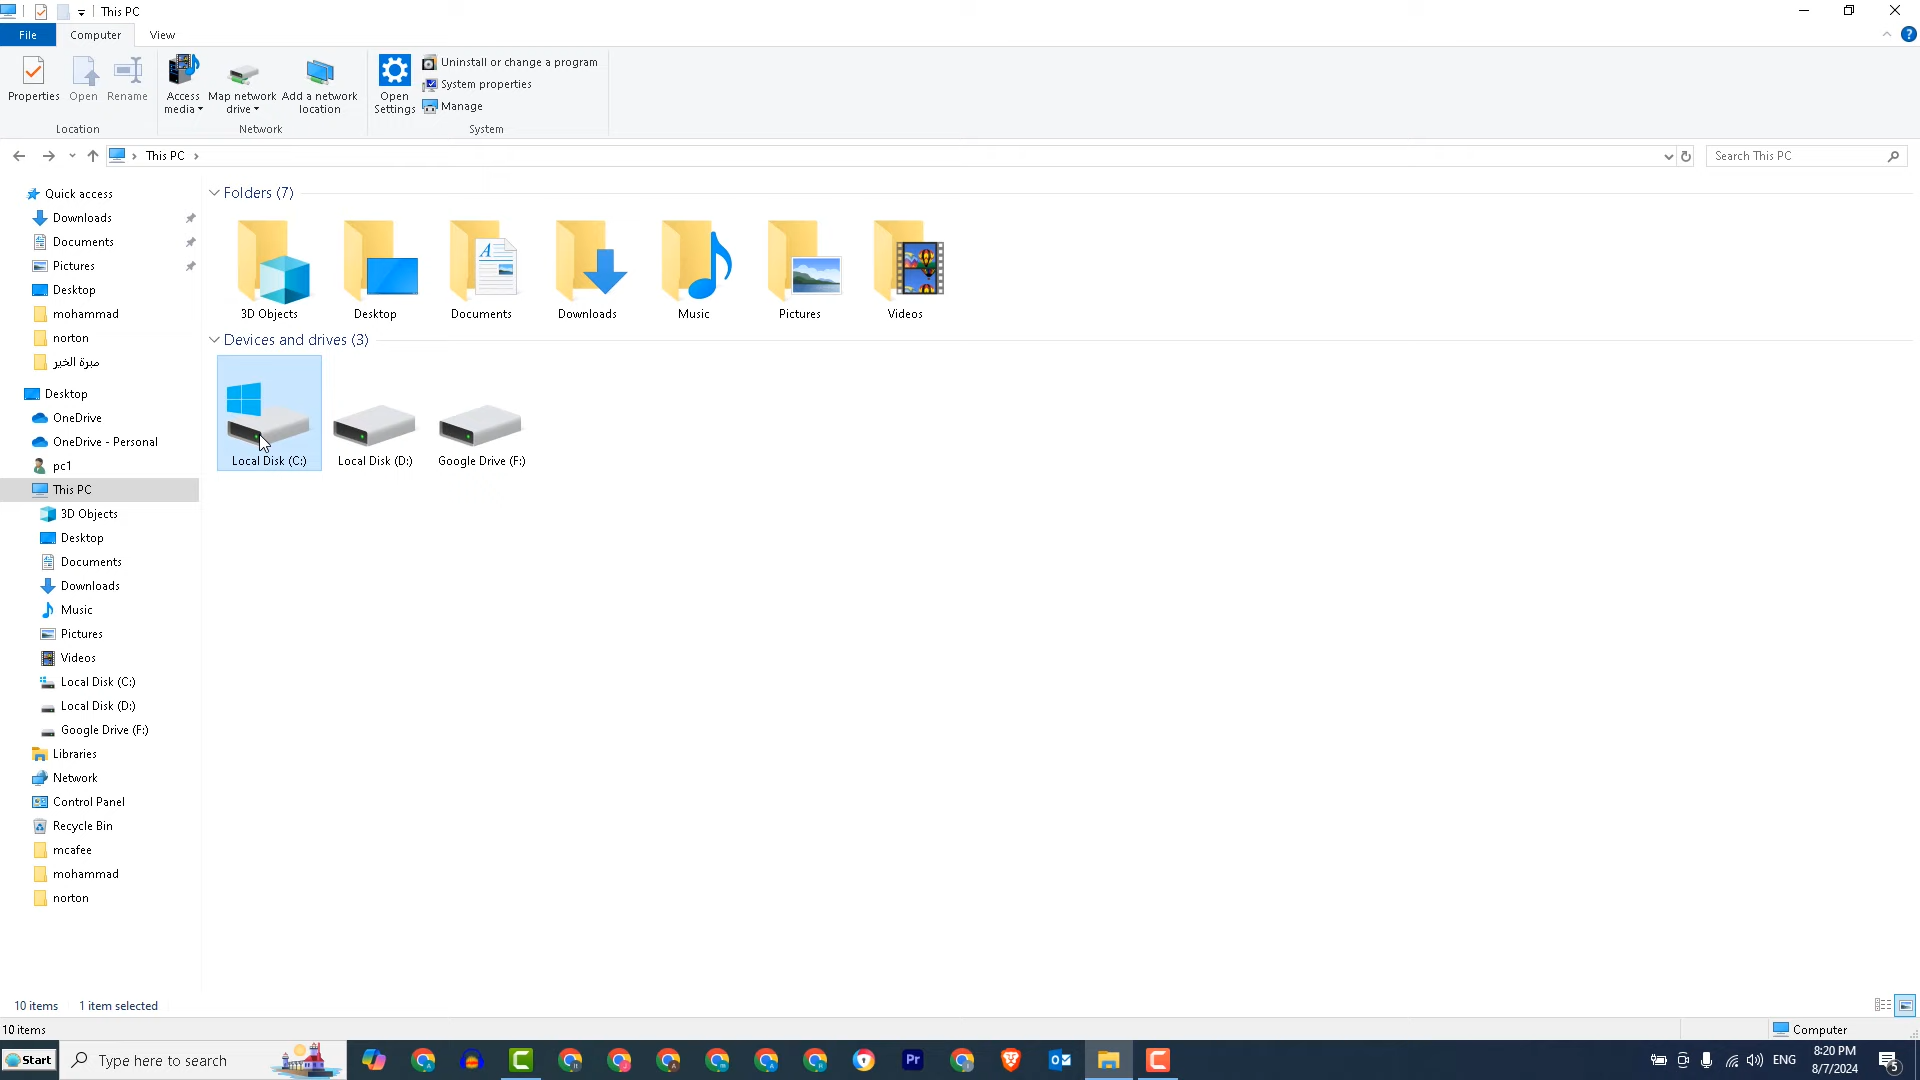 This PC
File
Computer
View
Properties
Open
Rename
Access media
Map network drive
Add a network location
Open Settings
Uninstall or change a program
System properties
Manage
Location
Network
System
This PC
Search This PC
Quick access
Downloads
Documents
Pictures
Desktop
mohammad
norton
مبرة الخير
Desktop
OneDrive
OneDrive - Personal
pc1
This PC
3D Objects
Desktop
Documents
Downloads
Music
Pictures
Videos
Local Disk (C:)
Local Disk (D:)
Google Drive (F:)
Libraries
Network
Control Panel
Recycle Bin
mcafee
mohammad
norton
Folders (7)
3D Objects
Desktop
Documents
Downloads
Music
Pictures
Videos
Devices and drives (3)
Local Disk (C:)
Local Disk (D:)
Google Drive (F:)
10 items
1 item selected
10 items
Computer
Start
Type here to search
Pr
ENG
8:20 PM
8/7/2024
5